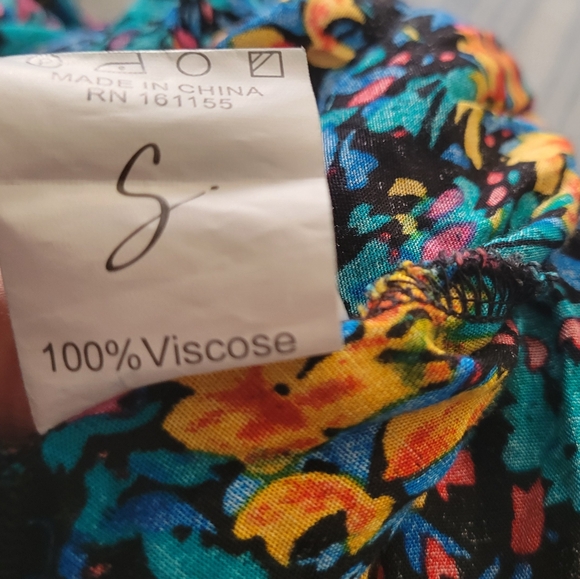 MADE IN CHINA
RN 161155
S.
100%Viscose